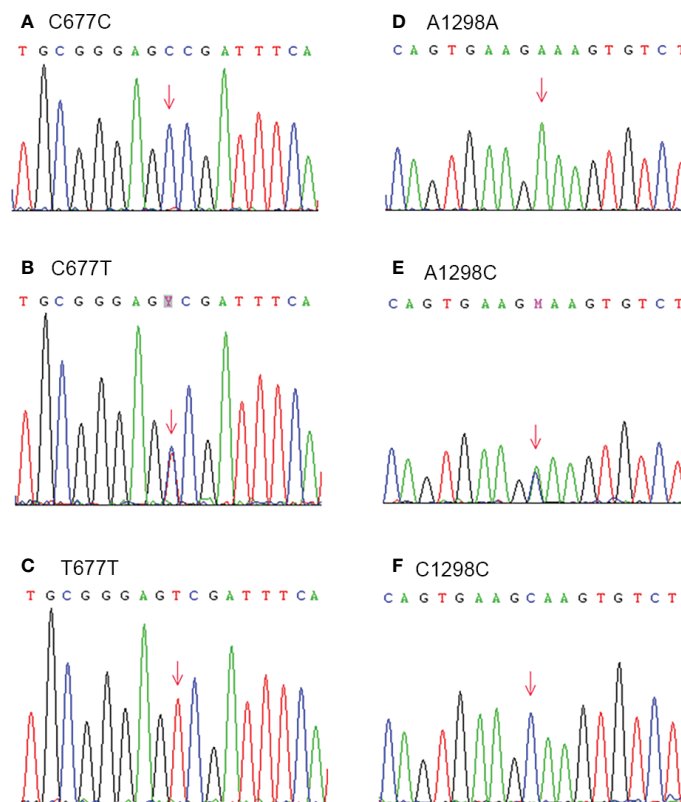 A C677C
T G C G G G A G C C G A T T T C A
B C677T
T G C G G G A G Y C G A T T T C A
C T677T
T G C G G G A G T C G A T T T C A
D A1298A
C A G T G A A G A A A G T G T C T
E A1298C
C A G T G A A G M A A G T G T C T
F C1298C
C A G T G A A G C A A G T G T C T